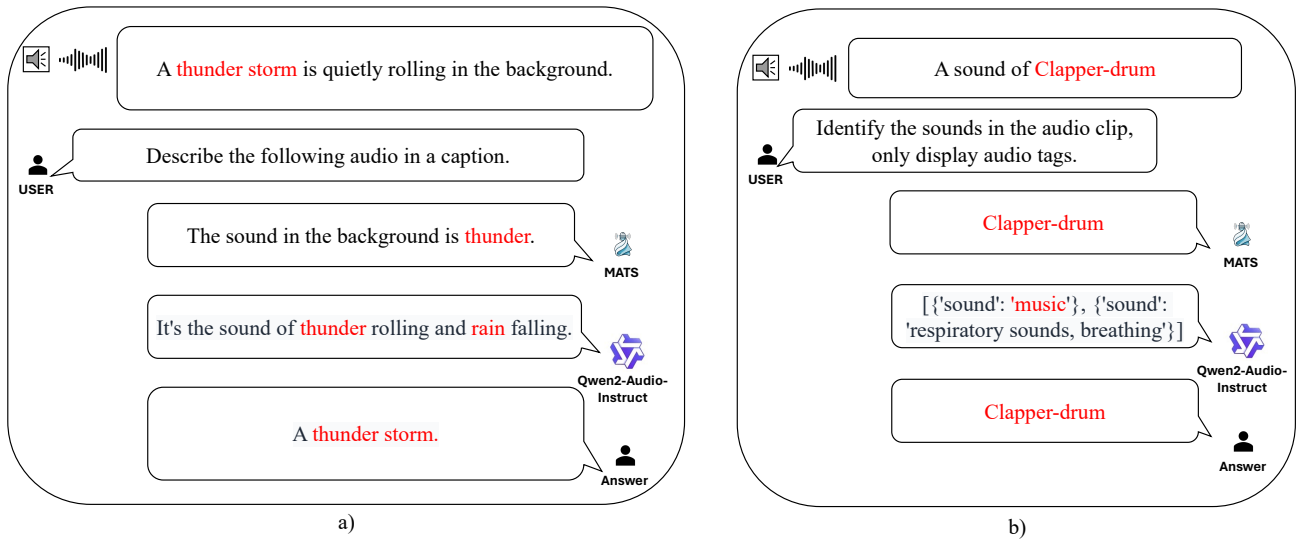 A thunder storm is quietly rolling in the background.
Describe the following audio in a caption.
USER
The sound in the background is thunder.
MATS
It's the sound of thunder rolling and rain falling.
Qwen2-Audio-
Instruct
A thunder storm.
Answer
a)
A sound of Clapper-drum
Identify the sounds in the audio clip,
only display audio tags.
USER
Clapper-drum
MATS
[{'sound': 'music'}, {'sound':
'respiratory sounds, breathing'}]
Qwen2-Audio-
Instruct
Clapper-drum
Answer
b)